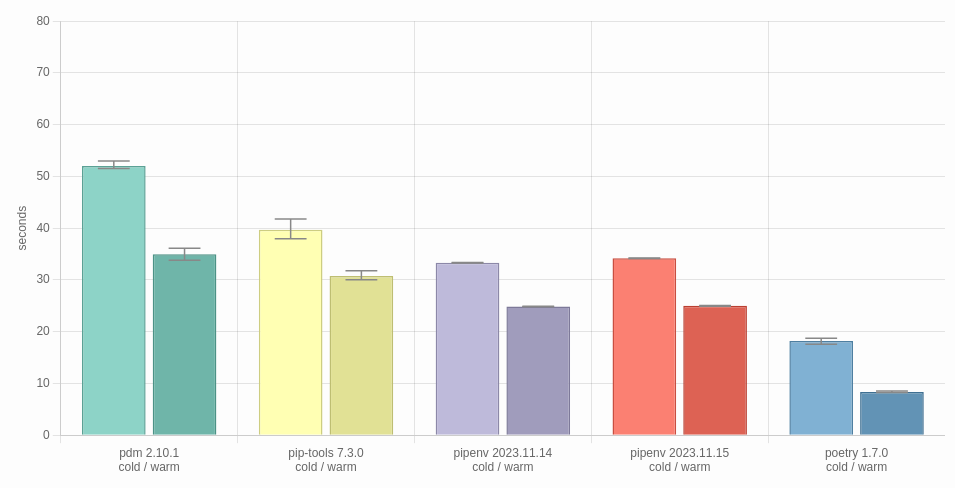 80
70
60
50
40
30
20
10
0
seconds
pdm 2.10.1
cold / warm
pip-tools 7.3.0
cold / warm
pipenv 2023.11.14
cold / warm
pipenv 2023.11.15
cold / warm
poetry 1.7.0
cold / warm